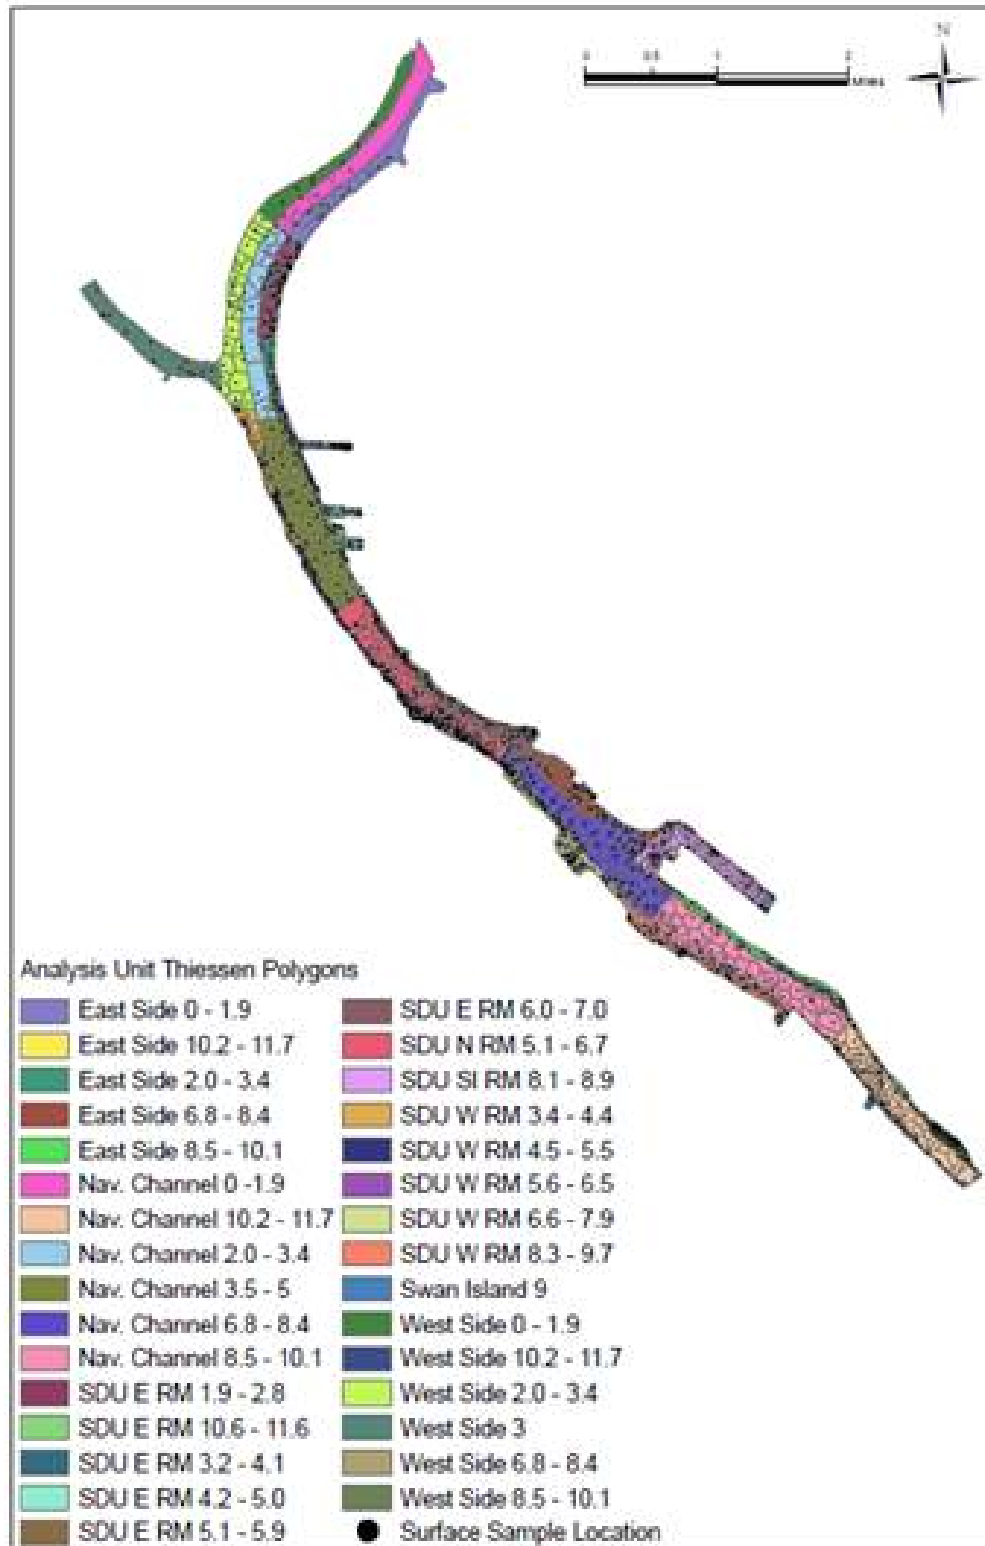 N
0 0.5 1 2
Miles
Analysis Unit Thiessen Polygons
East Side 0 - 1.9
East Side 10.2 - 11.7
East Side 2.0 - 3.4
East Side 6.8 - 8.4
East Side 8.5 - 10.1
Nav. Channel 0 -1.9
Nav. Channel 10.2 - 11.7
Nav. Channel 2.0 - 3.4
Nav. Channel 3.5 - 5
Nav. Channel 6.8 - 8.4
Nav. Channel 8.5 - 10.1
SDU E RM 1.9 - 2.8
SDU E RM 10.6 - 11.6
SDU E RM 3.2 - 4.1
SDU E RM 4.2 - 5.0
SDU E RM 5.1 - 5.9
SDU E RM 6.0 - 7.0
SDU N RM 5.1 - 6.7
SDU SI RM 8.1 - 8.9
SDU W RM 3.4 - 4.4
SDU W RM 4.5 - 5.5
SDU W RM 5.6 - 6.5
SDU W RM 6.6 - 7.9
SDU W RM 8.3 - 9.7
Swan Island 9
West Side 0 - 1.9
West Side 10.2 - 11.7
West Side 2.0 - 3.4
West Side 3
West Side 6.8 - 8.4
West Side 8.5 - 10.1
Surface Sample Location